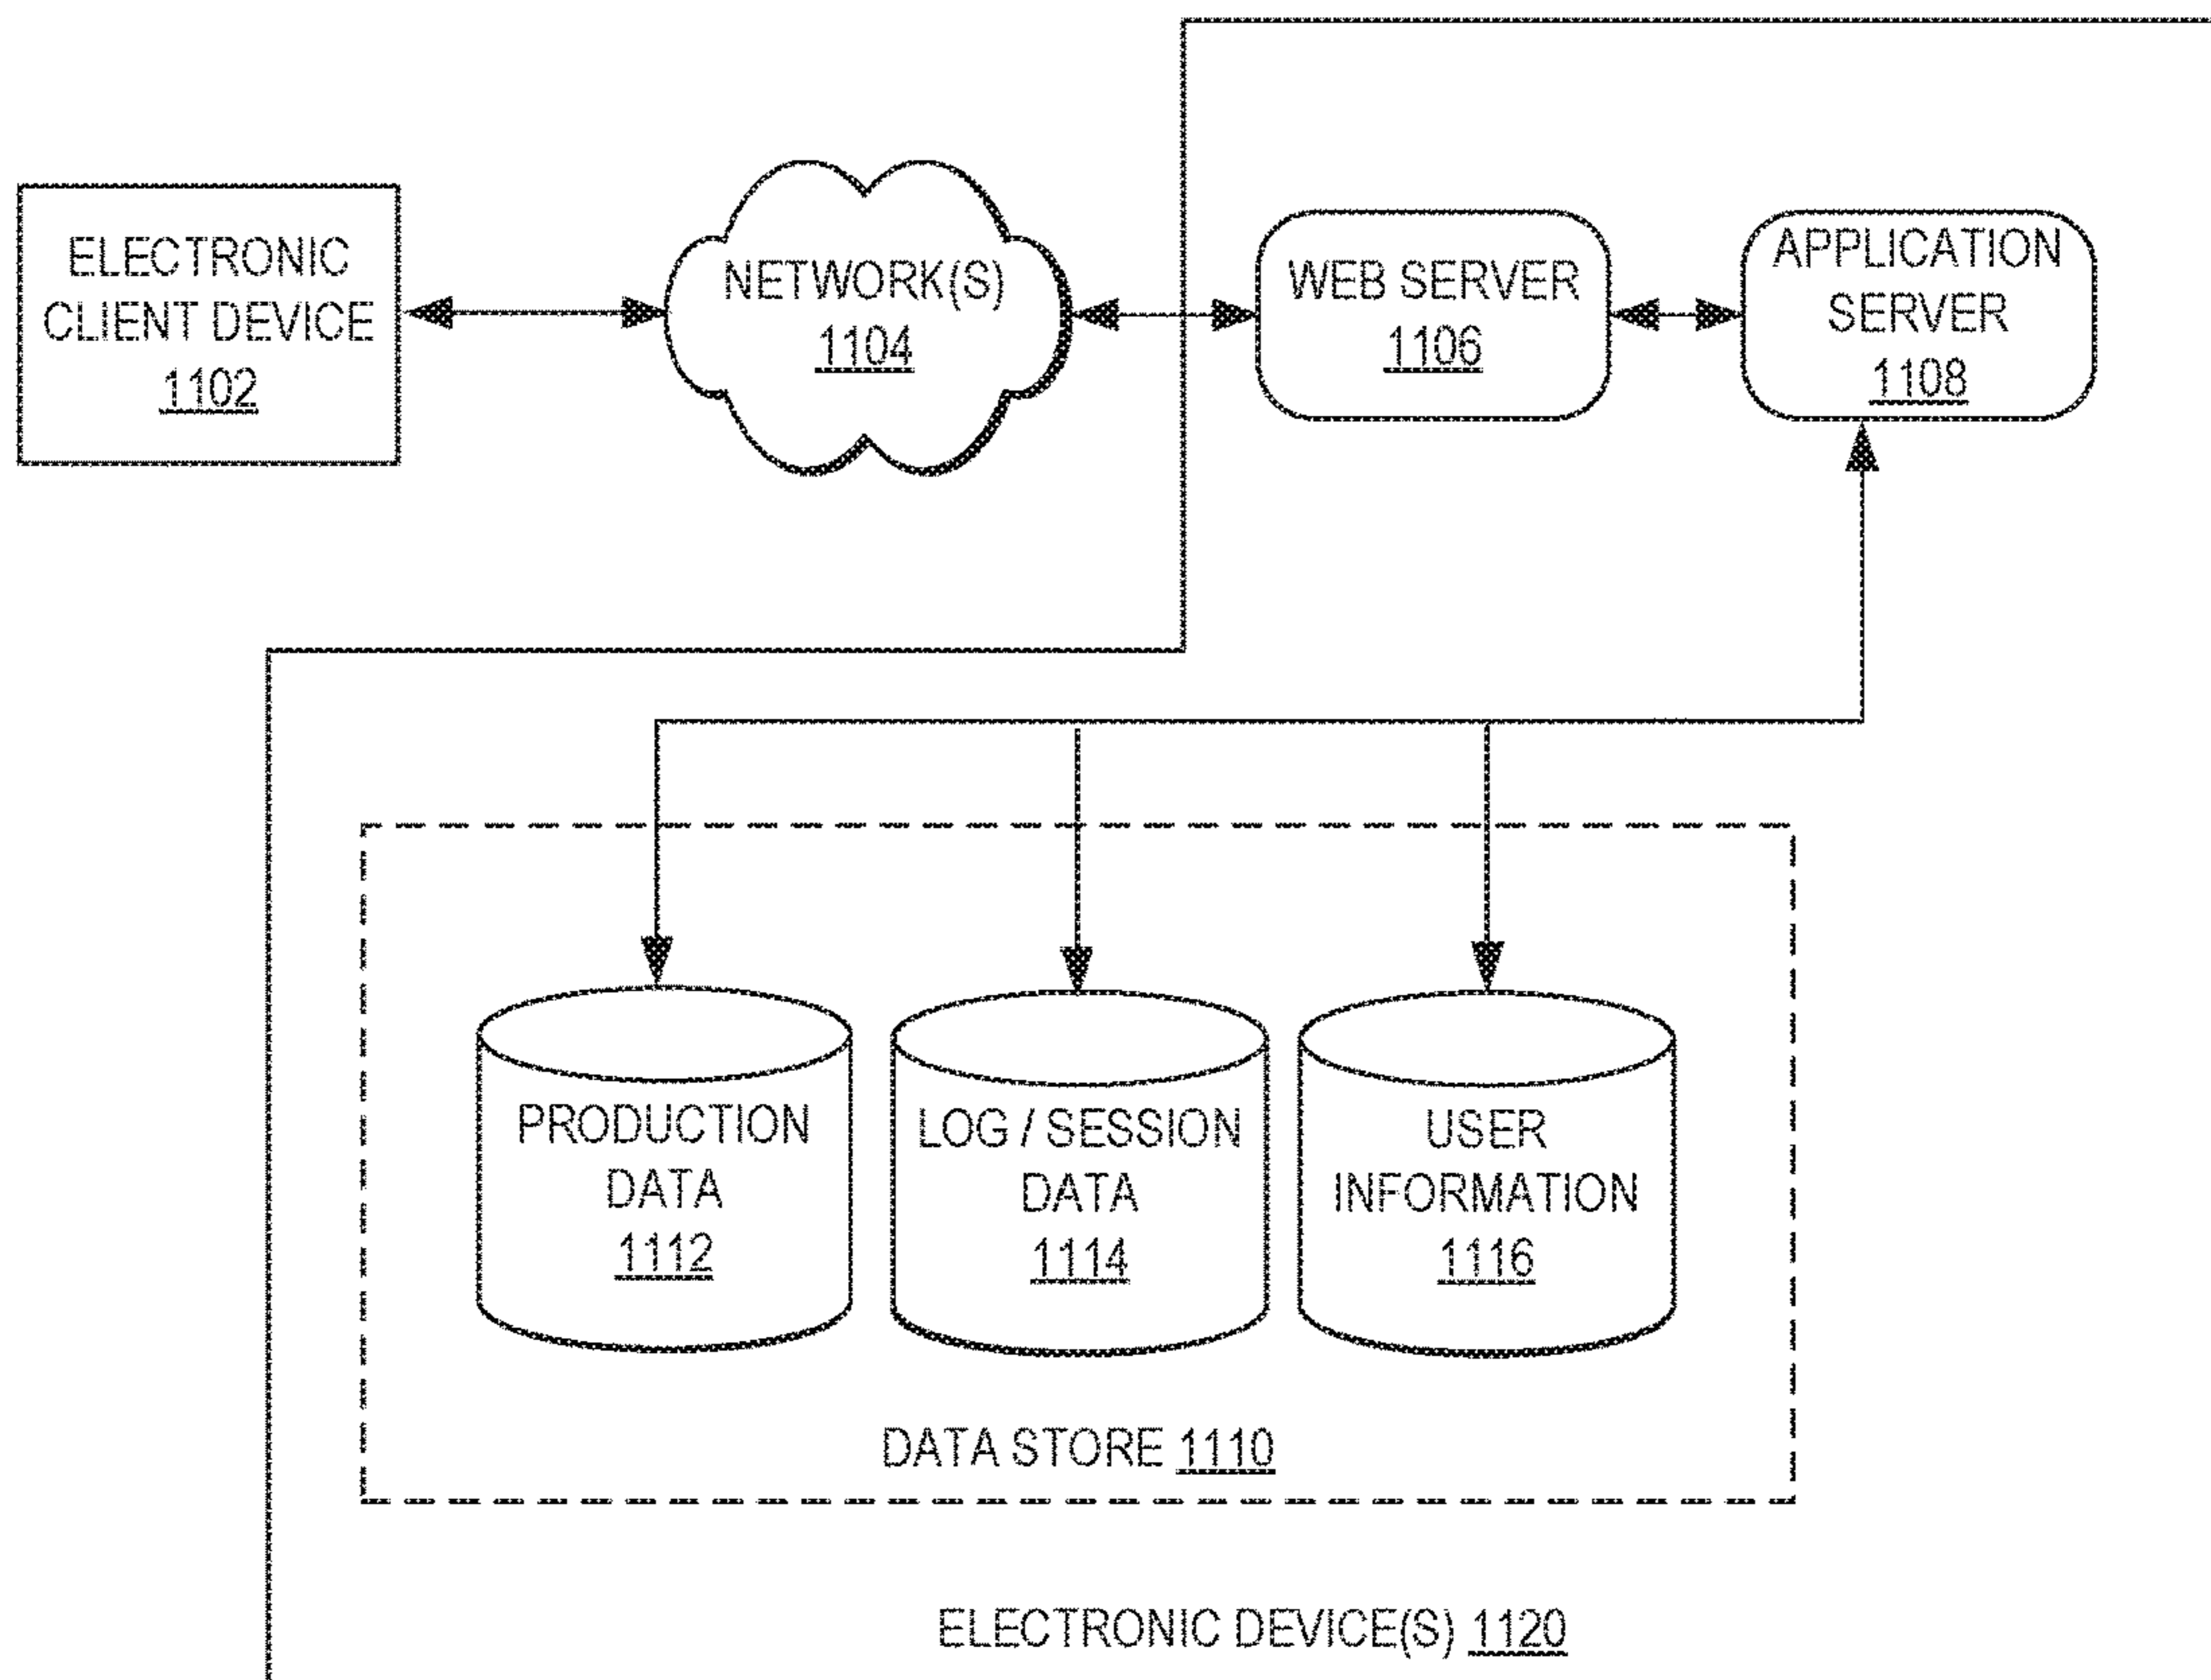 ELECTRONIC
CLIENT DEVICE
1102
NETWORK(S)
1104
WEB SERVER
1106
APPLICATION
SERVER
1108
PRODUCTION
DATA
1112
LOG / SESSION
DATA
1114
USER
INFORMATION
1116
DATA STORE 1110
ELECTRONIC DEVICE(S) 1120